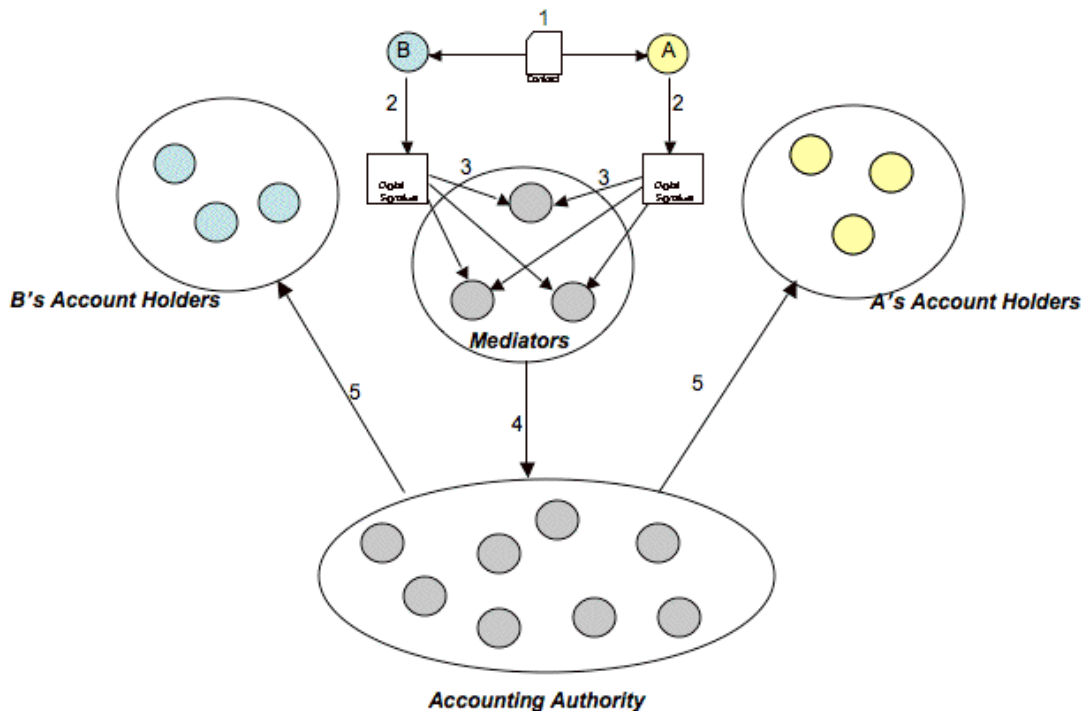 1
B
A
Contract
2
2
3
3
Digital
Signature
Digital
Signature
B's Account Holders
A's Account Holders
Mediators
5
5
4
Accounting Authority